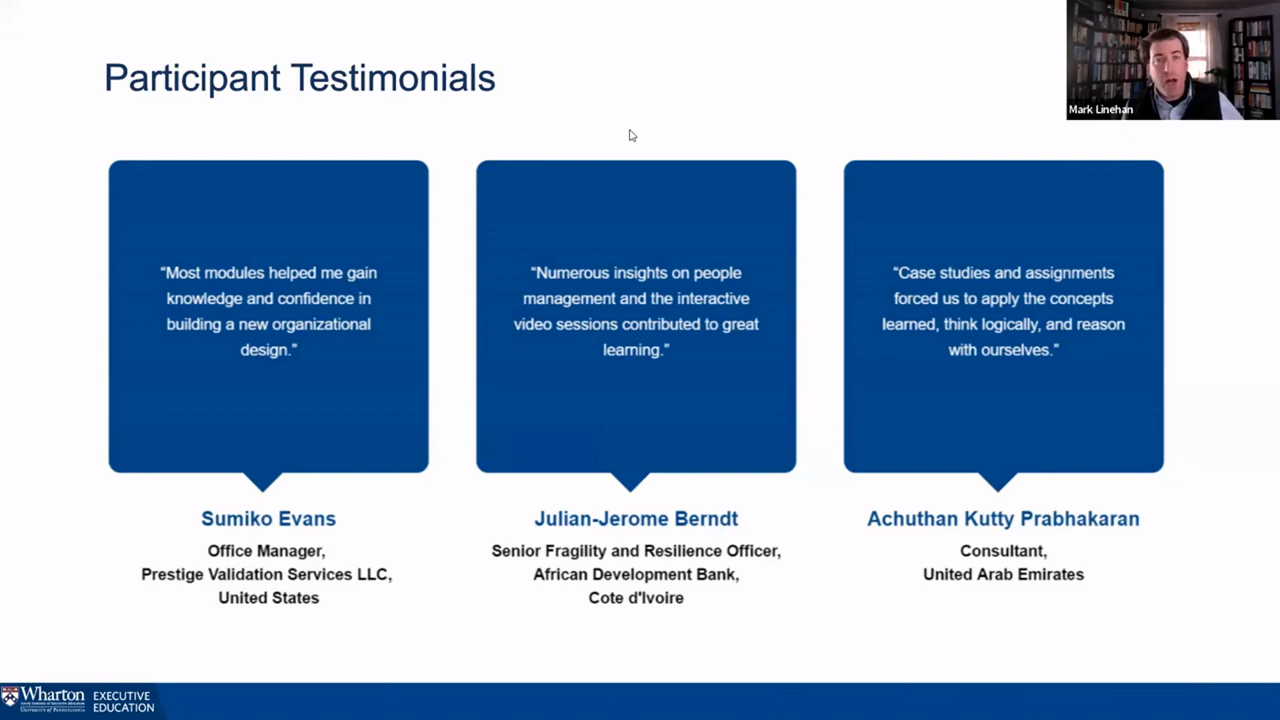 Participant Testimonials
Mark Linehan
“Most modules helped me gain
knowledge and confidence in
building a new organizational
design.”
“Numerous insights on people
management and the interactive
video sessions contributed to great
learning.”
“Case studies and assignments
forced us to apply the concepts
learned, think logically, and reason
with ourselves.”
Sumiko Evans
Office Manager,
Prestige Validation Services LLC,
United States
Julian-Jerome Berndt
Senior Fragility and Resilience Officer,
African Development Bank,
Cote d'Ivoire
Achuthan Kutty Prabhakaran
Consultant,
United Arab Emirates
Wharton
UNIVERSITY of PENNSYLVANIA
EXECUTIVE
EDUCATION